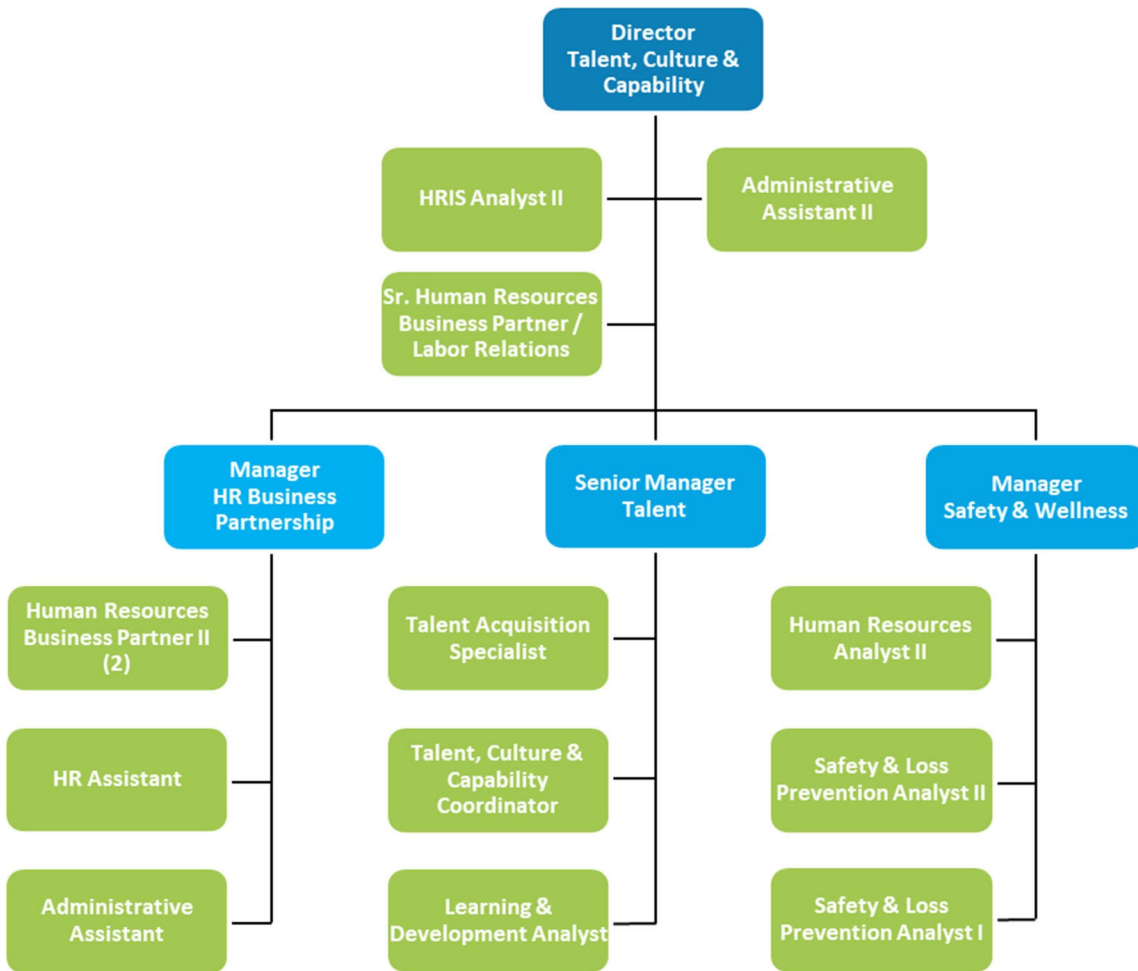 Director
Talent, Culture &
Capability
HRIS Analyst II
Administrative
Assistant II
Sr. Human Resources
Business Partner /
Labor Relations
Manager
HR Business
Partnership
Senior Manager
Talent
Manager
Safety & Wellness
Human Resources
Business Partner II
(2)
Talent Acquisition
Specialist
Human Resources
Analyst II
HR Assistant
Talent, Culture &
Capability
Coordinator
Safety & Loss
Prevention Analyst II
Administrative
Assistant
Learning &
Development Analyst
Safety & Loss
Prevention Analyst I